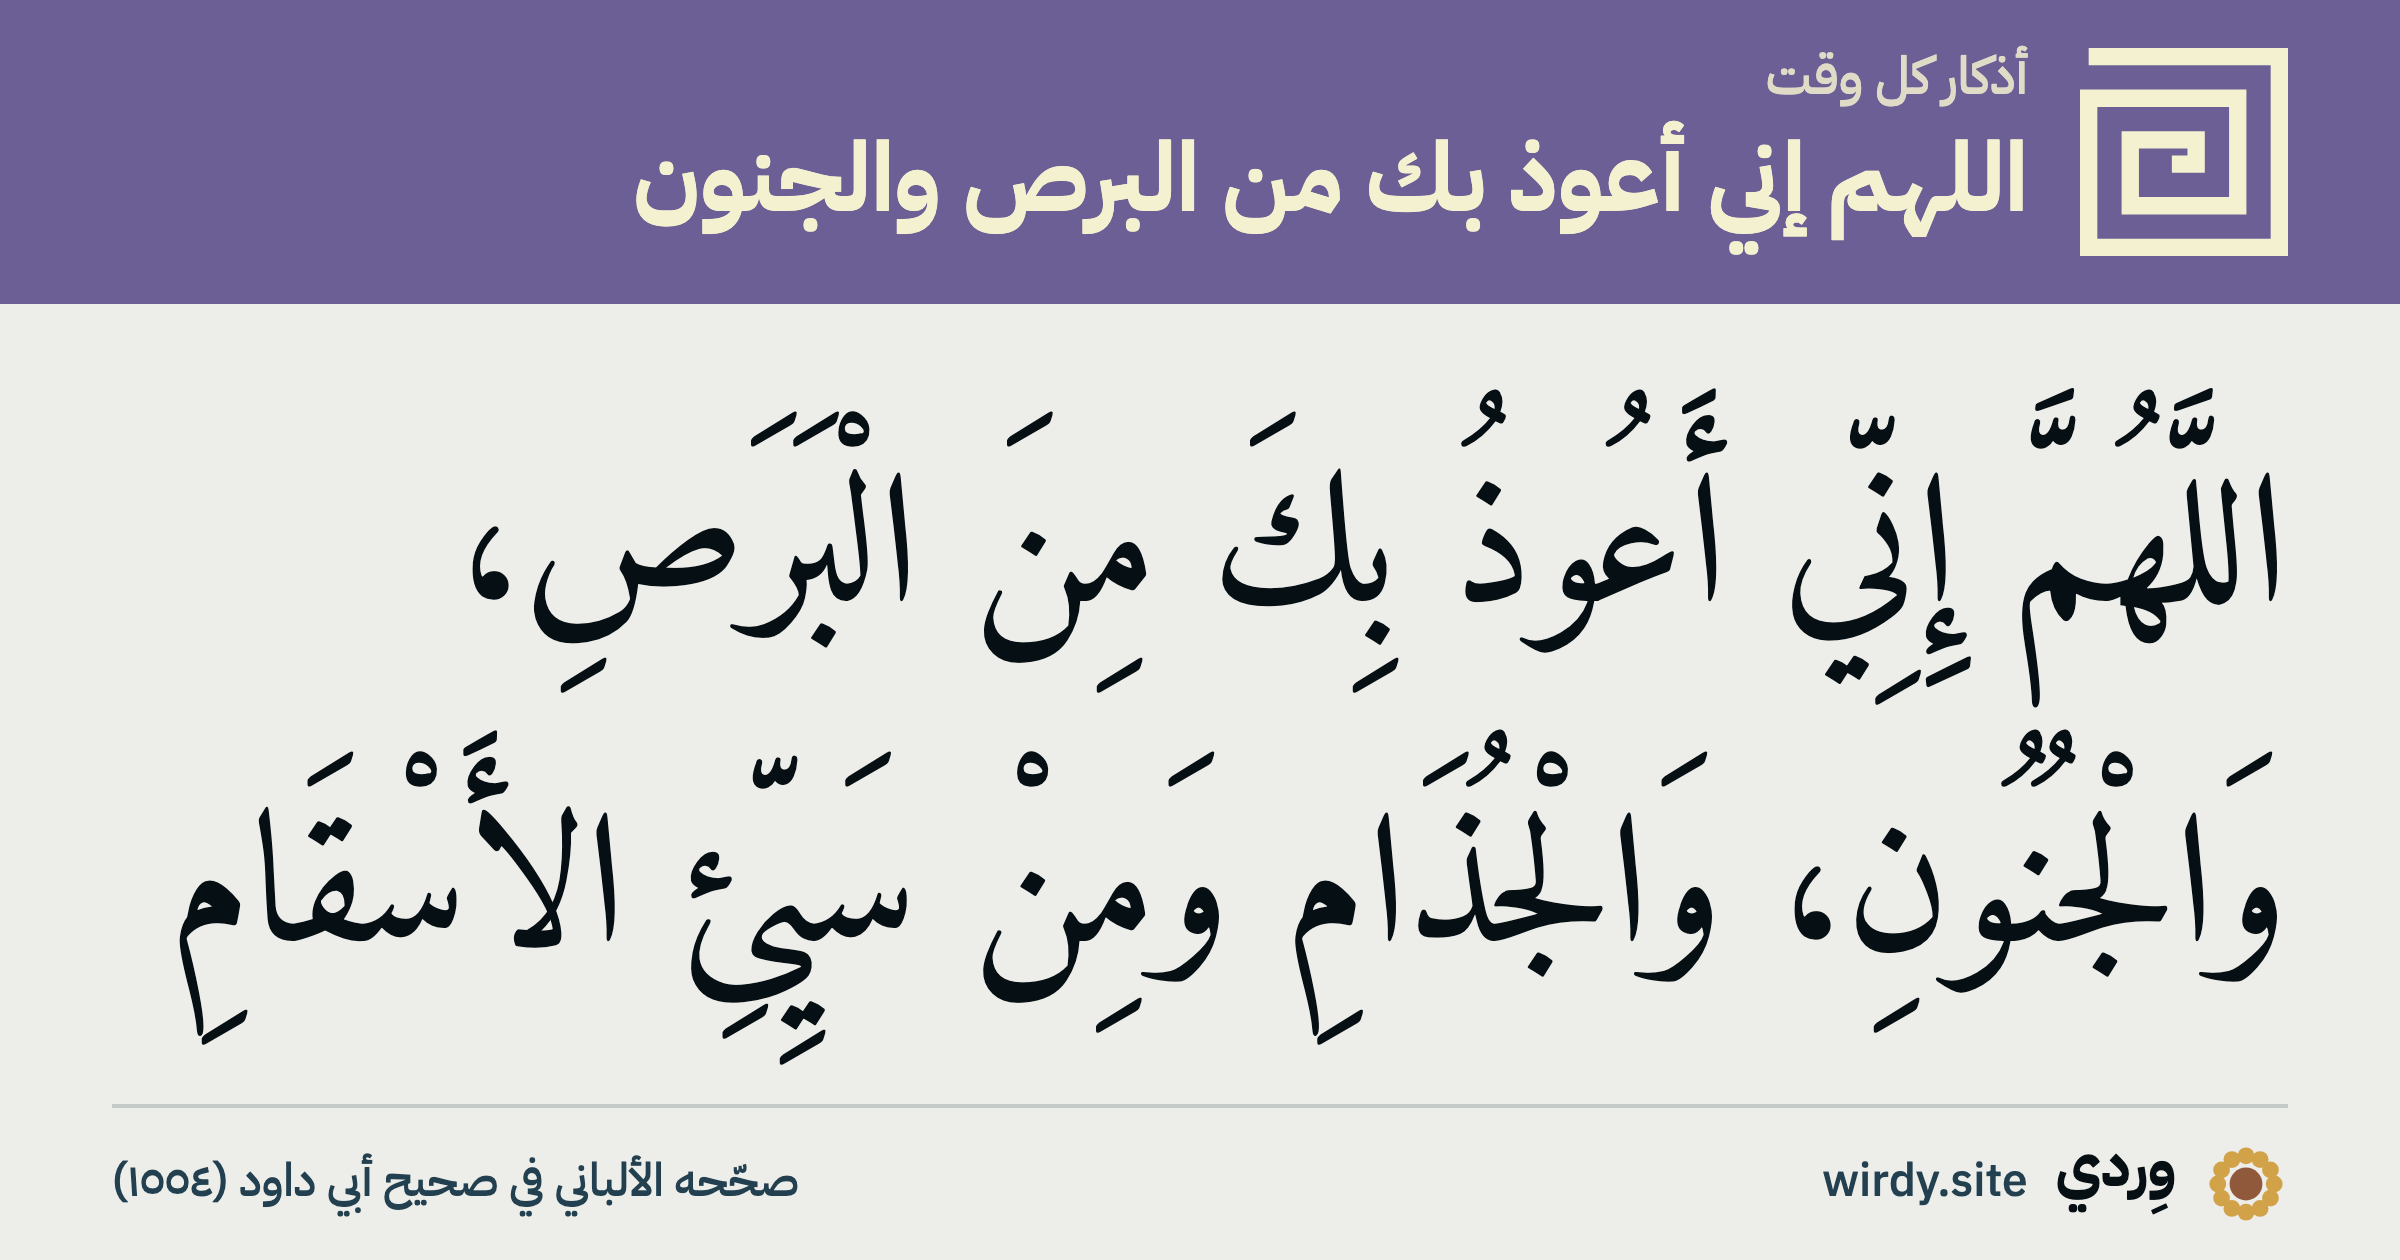 أذكار كل وقت
اللهم إني أعوذ بك من البرص والجنون
اللَّهُمَّ إِنِّي أَعُوذُ بِكَ مِنَ الْبَرَصِ،
وَالْجُنُونِ، وَالْجُذَامِ وَمِنْ سَيِّئِ الأَسْقَامِ
وِردي wirdy.site
صحّحه الألباني في صحيح أبي داود (١٥٥٤)